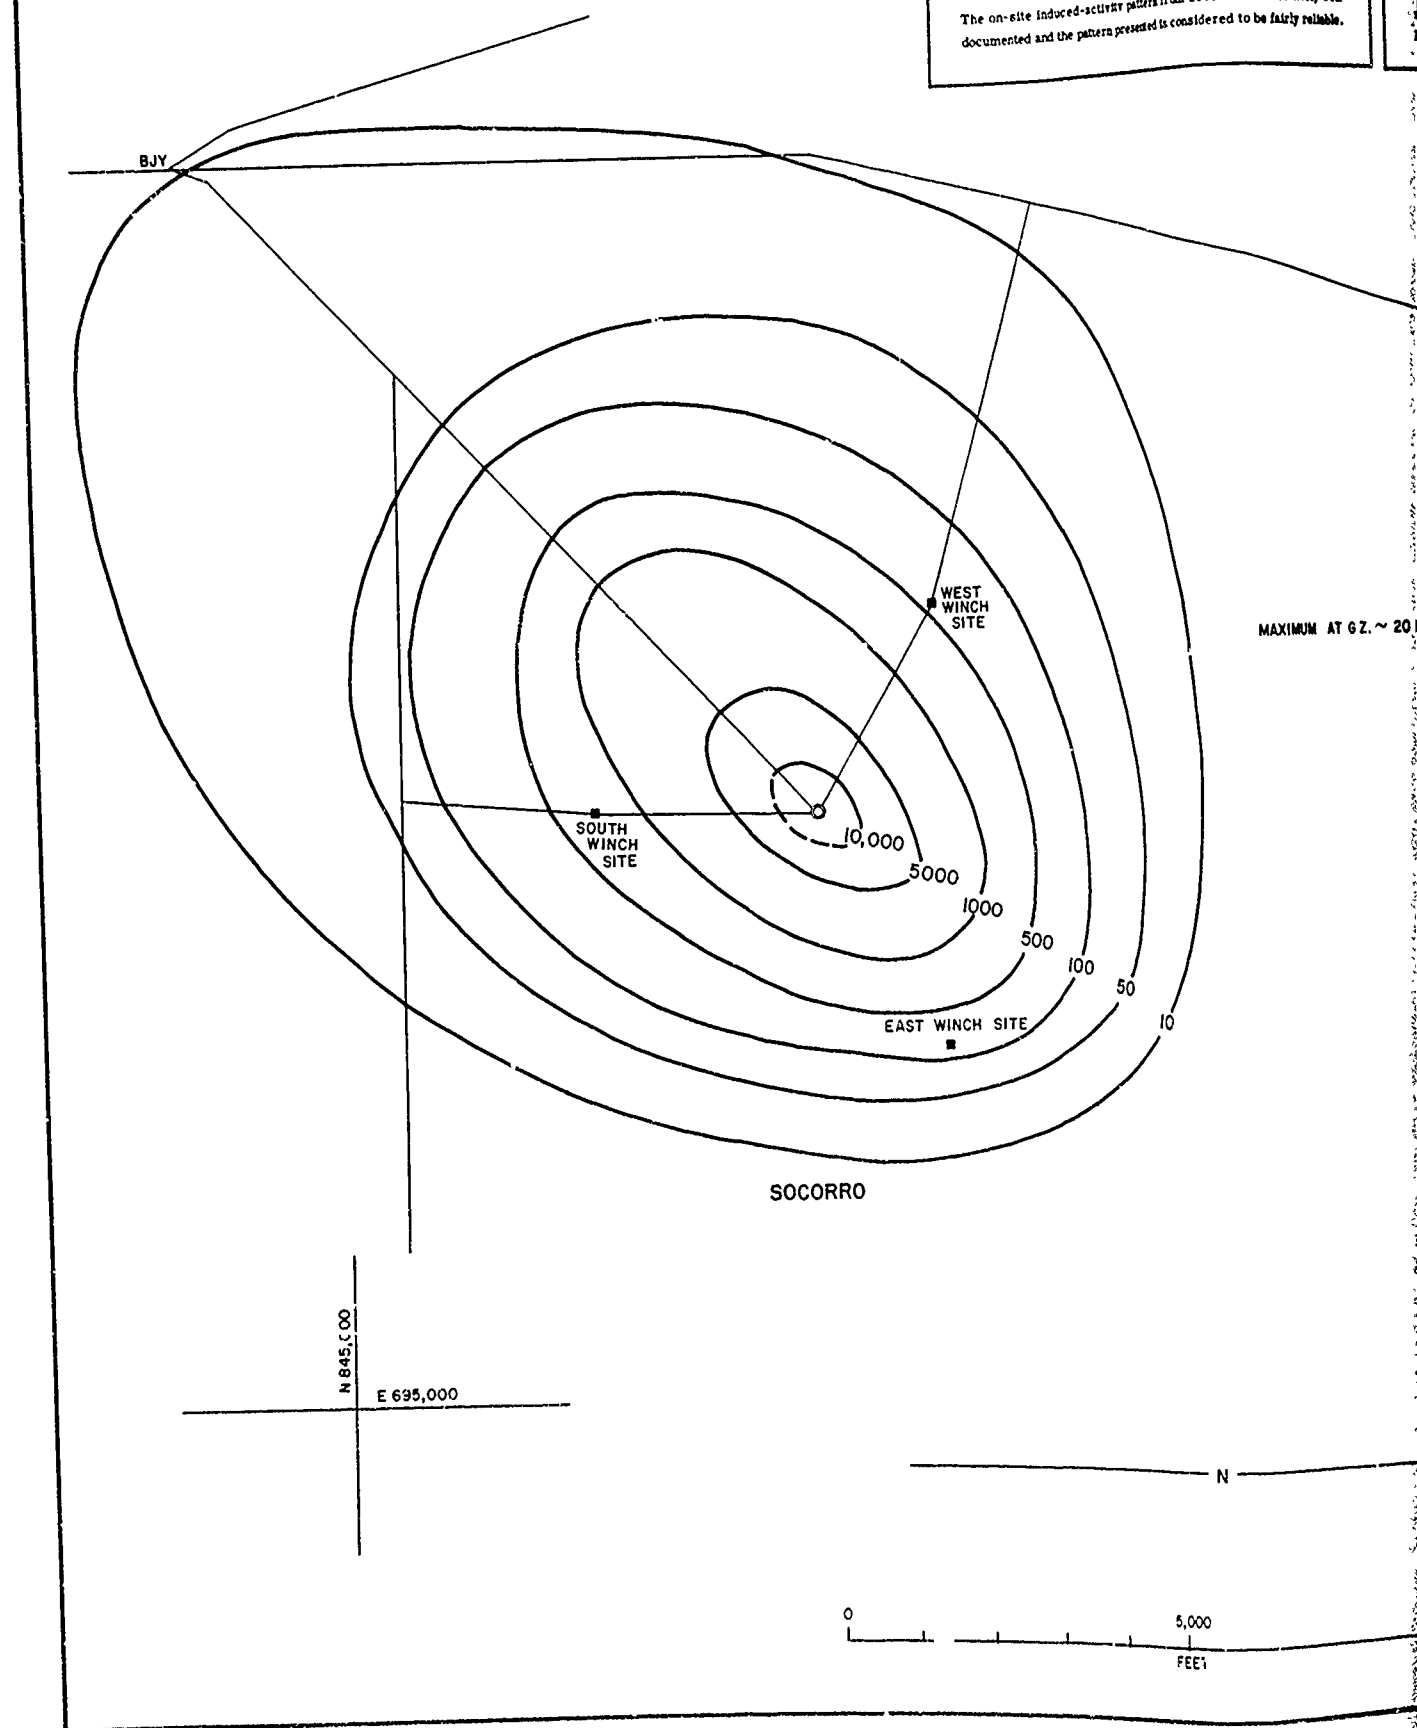 The on-site induced-activity pattern
documented and the pattern presented is considered to be fairly reliable.
BJY
WEST
WINCH
SITE
MAXIMUM AT GZ. ~ 20
SOUTH
WINCH
SITE
10,000
5000
1000
500
100
50
10
EAST WINCH SITE
SOCORRO
N 845,000
E 695,000
N
0
5,000
FEET